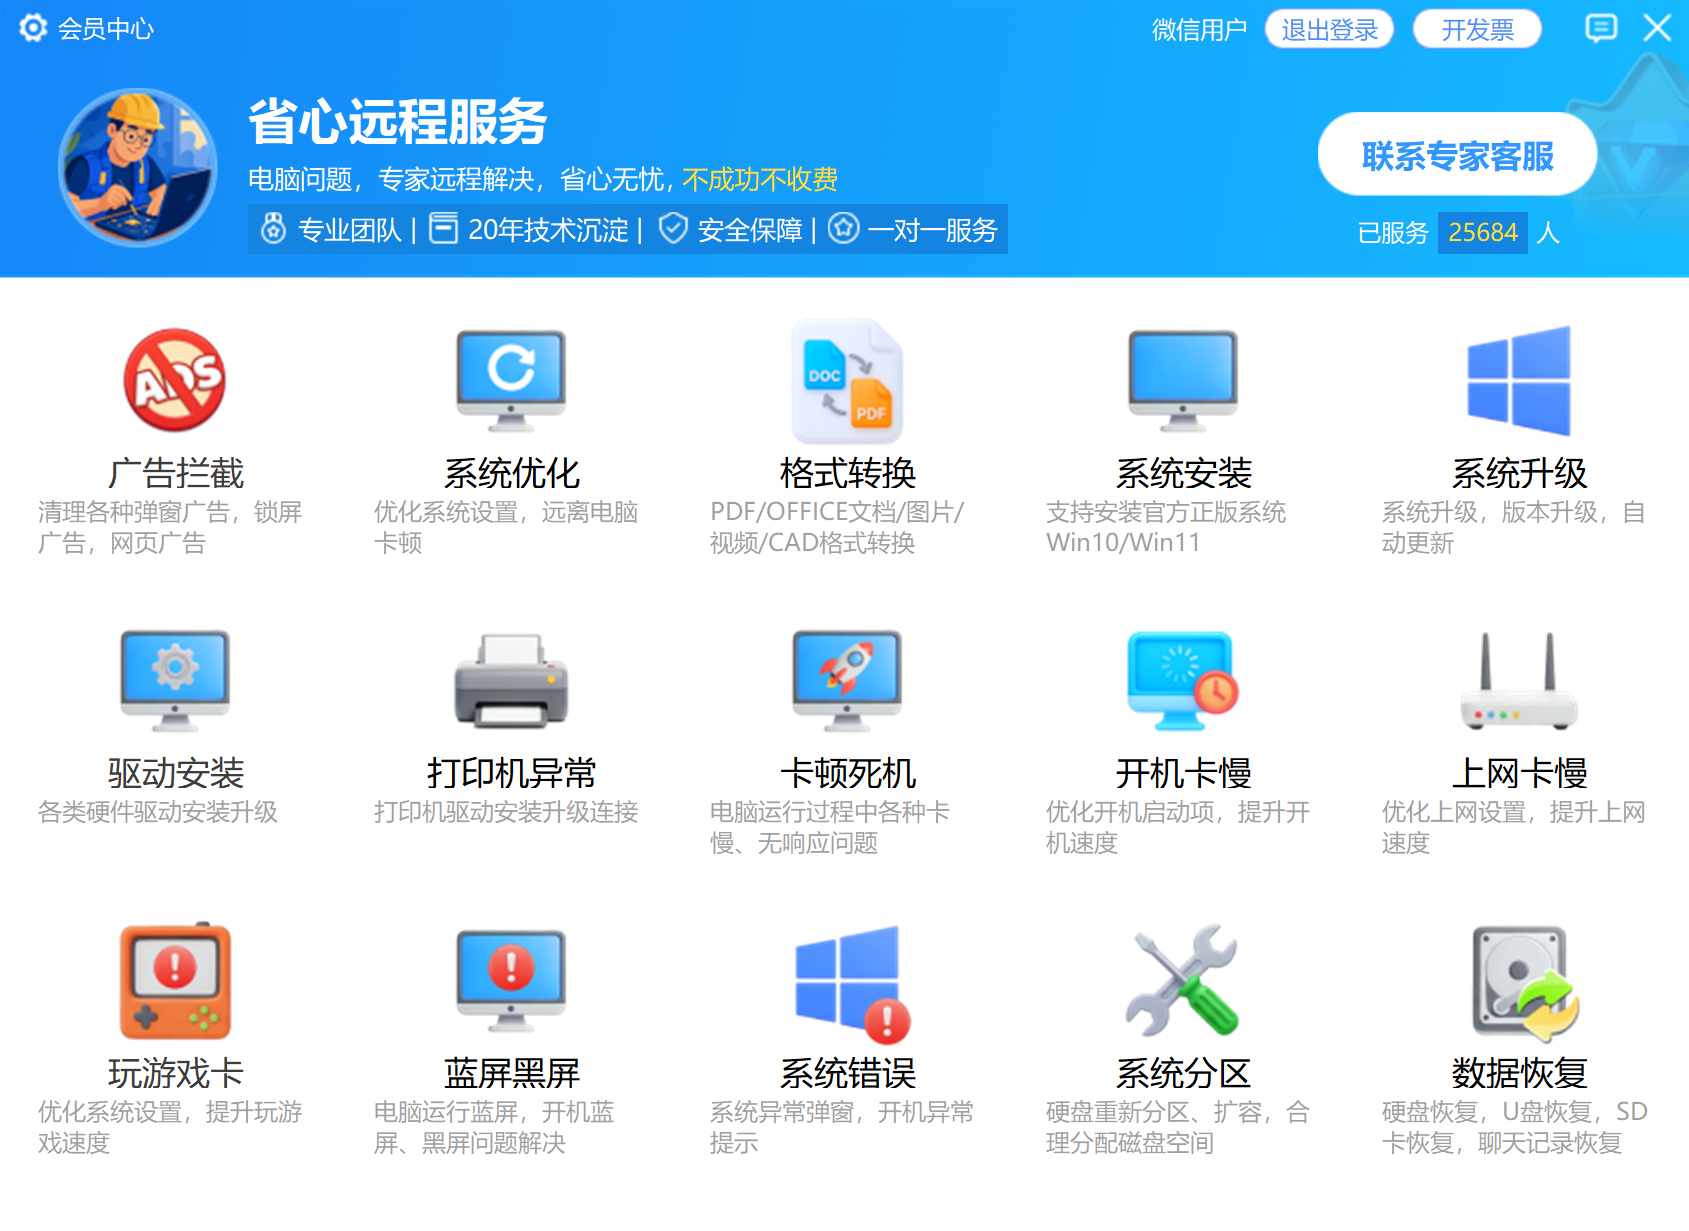 会员中心
微信用户 退出登录 开发票
省心远程服务
电脑问题，专家远程解决，省心无忧，不成功不收费
专业团队 | 20年技术沉淀 | 安全保障 | 一对一服务
联系专家客服
已服务 25684 人
ADS
DOC
PDF
广告拦截
清理各种弹窗广告，锁屏
广告，网页广告
系统优化
优化系统设置，远离电脑
卡顿
格式转换
PDF/OFFICE文档/图片/
视频/CAD格式转换
系统安装
支持安装官方正版系统
Win10/Win11
系统升级
系统升级，版本升级，自
动更新
驱动安装
各类硬件驱动安装升级
打印机异常
打印机驱动安装升级连接
卡顿死机
电脑运行过程中各种卡
慢、无响应问题
开机卡慢
优化开机启动项，提升开
机速度
上网卡慢
优化上网设置，提升上网
速度
玩游戏卡
优化系统设置，提升玩游
戏速度
蓝屏黑屏
电脑运行蓝屏，开机蓝
屏、黑屏问题解决
系统错误
系统异常弹窗，开机异常
提示
系统分区
硬盘重新分区、扩容，合
理分配磁盘空间
数据恢复
硬盘恢复，U盘恢复，SD
卡恢复，聊天记录恢复